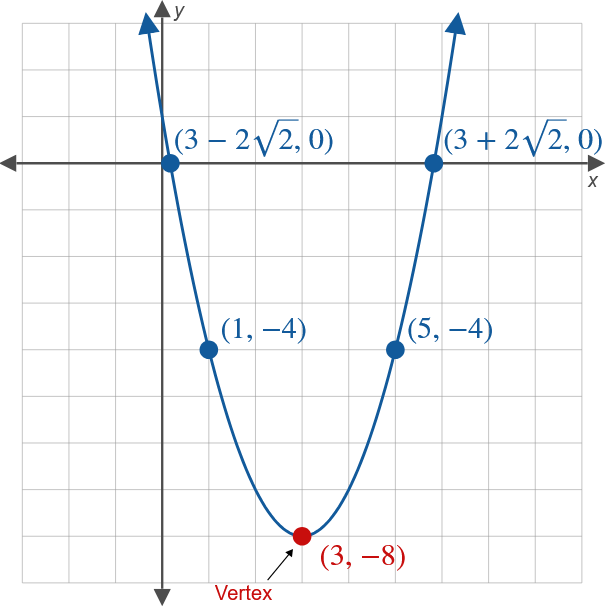 y
(3 − 2√2, 0)
(3 + 2√2, 0)
x
(1, −4)
(5, −4)
(3, −8)
Vertex